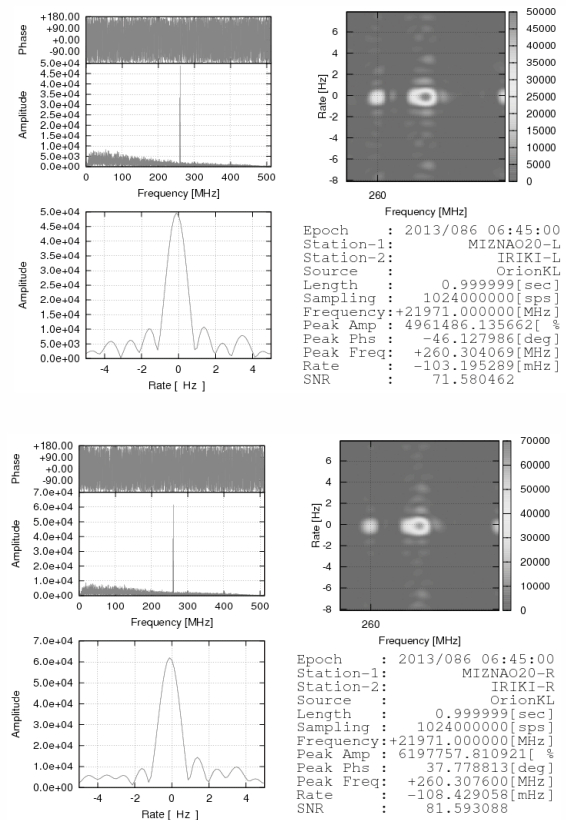 +180.00
+90.00
+0.00
-90.00
Phase
5.0e+04
4.5e+04
4.0e+04
3.5e+04
3.0e+04
2.5e+04
2.0e+04
1.5e+04
1.0e+04
5.0e+03
0.0e+00
Amplitude
0 100 200 300 400 500
Frequency [MHz]
6
4
2
0
-2
-4
-6
-8
Rate [Hz]
260
Frequency [MHz]
50000
45000
40000
35000
30000
25000
20000
15000
10000
5000
0
5.0e+04
4.5e+04
4.0e+04
3.5e+04
3.0e+04
2.5e+04
2.0e+04
1.5e+04
1.0e+04
5.0e+03
0.0e+00
Amplitude
-4 -2 0 2 4
Rate [ Hz ]
Epoch : 2013/086 06:45:00
Station-1: MIZNAO20-L
Station-2: IRIKI-L
Source : OrionKL
Length : 0.999999[sec]
Sampling : 1024000000[sps]
Frequency:+21971.000000[MHz]
Peak Amp : 4961486.135662[ %
Peak Phs : -46.127986[deg]
Peak Freq: +260.304069[MHz]
Rate : -103.195289[mHz]
SNR : 71.580462
+180.00
+90.00
+0.00
-90.00
Phase
7.0e+04
6.0e+04
5.0e+04
4.0e+04
3.0e+04
2.0e+04
1.0e+04
0.0e+00
Amplitude
0 100 200 300 400 500
Frequency [MHz]
6
4
2
0
-2
-4
-6
-8
Rate [Hz]
260
Frequency [MHz]
70000
60000
50000
40000
30000
20000
10000
0
7.0e+04
6.0e+04
5.0e+04
4.0e+04
3.0e+04
2.0e+04
1.0e+04
0.0e+00
Amplitude
-4 -2 0 2 4
Rate [ Hz ]
Epoch : 2013/086 06:45:00
Station-1: MIZNAO20-R
Station-2: IRIKI-R
Source : OrionKL
Length : 0.999999[sec]
Sampling : 1024000000[sps]
Frequency:+21971.000000[MHz]
Peak Amp : 6197757.810921[ %
Peak Phs : 37.778813[deg]
Peak Freq: +260.307600[MHz]
Rate : -108.429058[mHz]
SNR : 81.593088